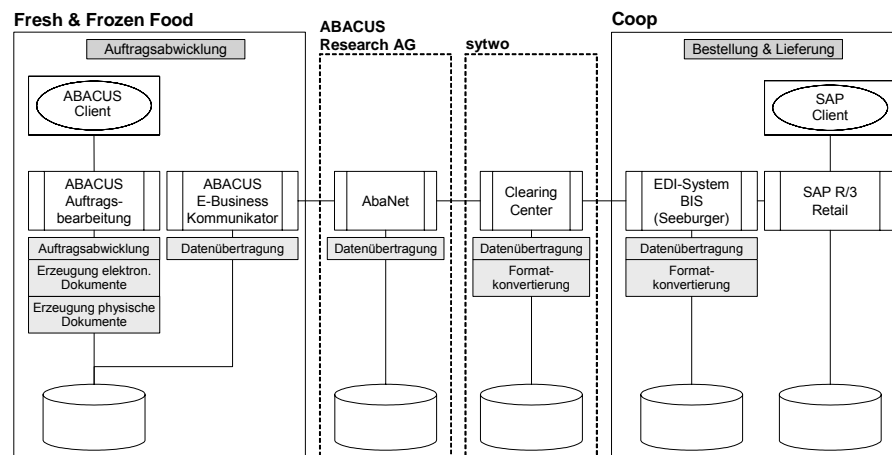 Fresh & Frozen Food
ABACUS
Research AG
sytwo
Coop
Auftragsabwicklung
Bestellung & Lieferung
ABACUS
Client
SAP
Client
ABACUS
Auftrags-
bearbeitung
ABACUS
E-Business
Kommunikator
AbaNet
Clearing
Center
EDI-System
BIS
(Seeburger)
SAP R/3
Retail
Auftragsabwicklung
Erzeugung elektron.
Dokumente
Erzeugung physische
Dokumente
Datenübertragung
Datenübertragung
Datenübertragung
Format-
konvertierung
Datenübertragung
Format-
konvertierung